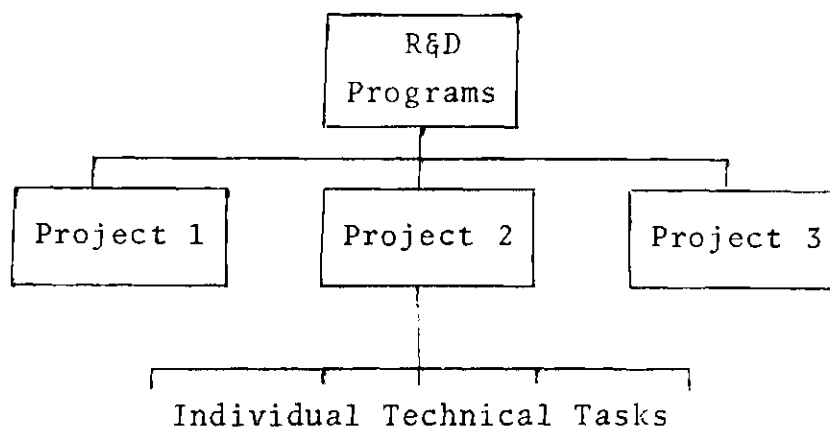 R&D
Programs
Project 1
Project 2
Project 3
Individual Technical Tasks